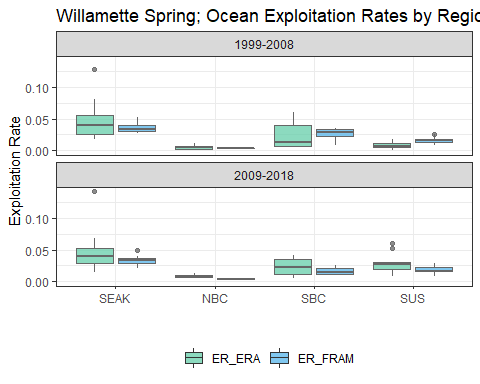 Willamette Spring; Ocean Exploitation Rates by Regio
1999-2008
0.10
0.05
0.00
Exploitation Rate
2009-2018
0.10
0.05
0.00
SEAK NBC SBC SUS
ER_ERA ER_FRAM